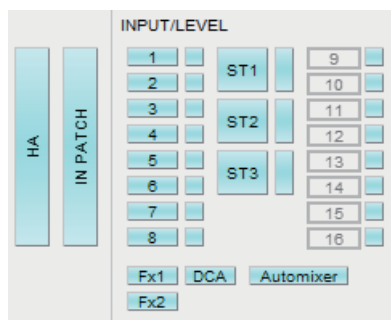 INPUT/LEVEL
HA
IN PATCH
1
2
3
4
5
6
7
8
ST1
ST2
ST3
9
10
11
12
13
14
15
16
Fx1 DCA Automixer
Fx2